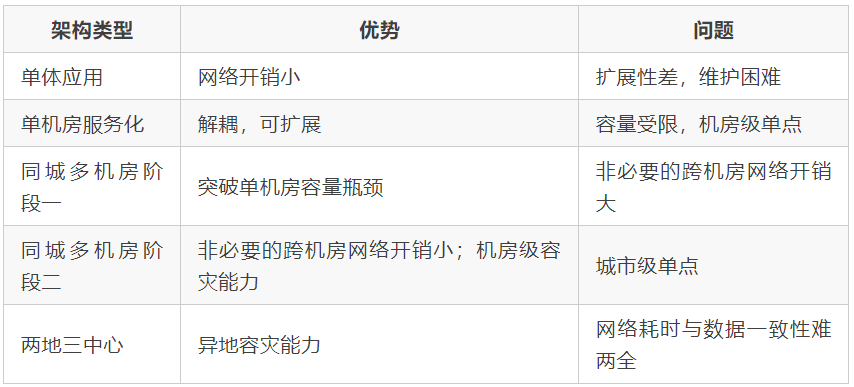 架构类型 优势 问题
单体应用 网络开销小 扩展性差，维护困难
单机房服务化 解耦，可扩展 容量受限，机房级单点
同城多机房阶
段一
突破单机房容量瓶颈
非必要的跨机房网络开销
大
同城多机房阶
段二
非必要的跨机房网络开销小；机房级容
灾能力
城市级单点
两地三中心
异地容灾能力
网络耗时与数据一致性难
两全